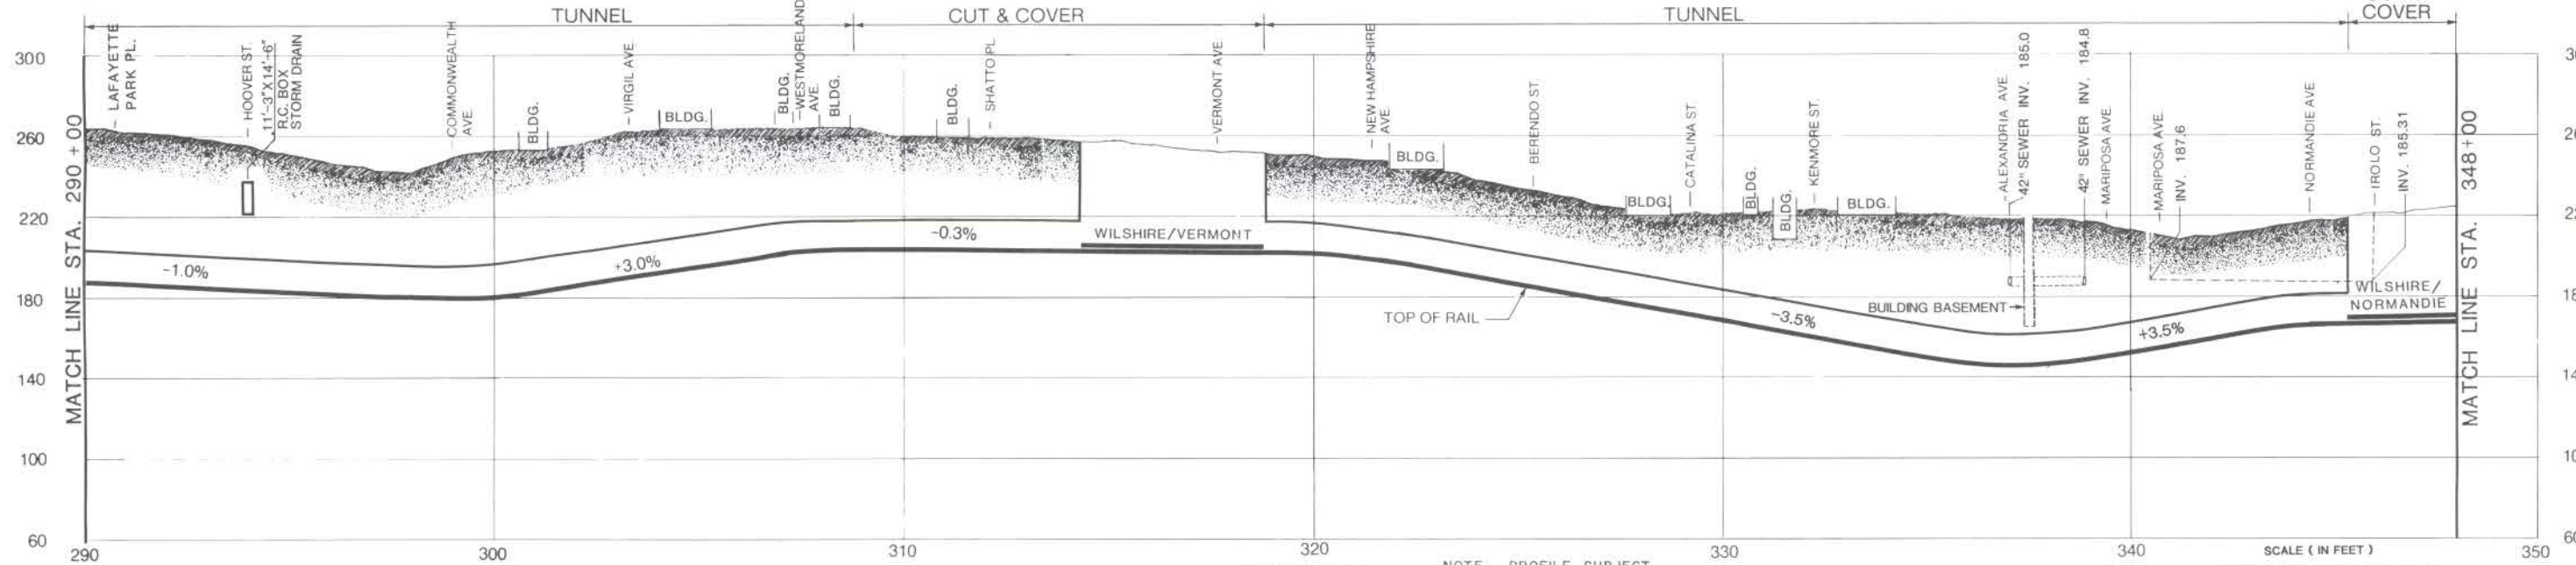 TUNNEL
CUT & COVER
TUNNEL
COVER
300
260
220
180
140
100
60
MATCH LINE STA. 290 + 00
LAFAYETTE
PARK PL.
HOOVER ST.
11'-3"X14'-6"
R.C. BOX
STORM DRAIN
COMMONWEALTH
AVE.
BLDG.
VIRGIL AVE.
BLDG.
BLDG.
WESTMORELAND
AVE.
BLDG.
BLDG.
SHATTO PL.
VERMONT AVE
NEW HAMPSHIRE
AVE.
BLDG.
BERENDO ST.
BLDG.
CATALINA ST.
BLDG.
BLDG.
KENMORE ST.
BLDG.
ALEXANDRIA AVE.
42" SEWER INV. 185.0
42" SEWER INV. 184.8
MARIPOSA AVE.
MARIPOSA AVE.
INV. 187.6
NORMANDIE AVE
IROLO ST.
INV. 185.31
MATCH LINE STA. 348+00
-1.0%
+3.0%
-0.3%
WILSHIRE/VERMONT
TOP OF RAIL
-3.5%
BUILDING BASEMENT
+3.5%
WILSHIRE/
NORMANDIE
290
300
310
320
330
340
350
SCALE ( IN FEET )
NOTE PROFILE SUBJECT